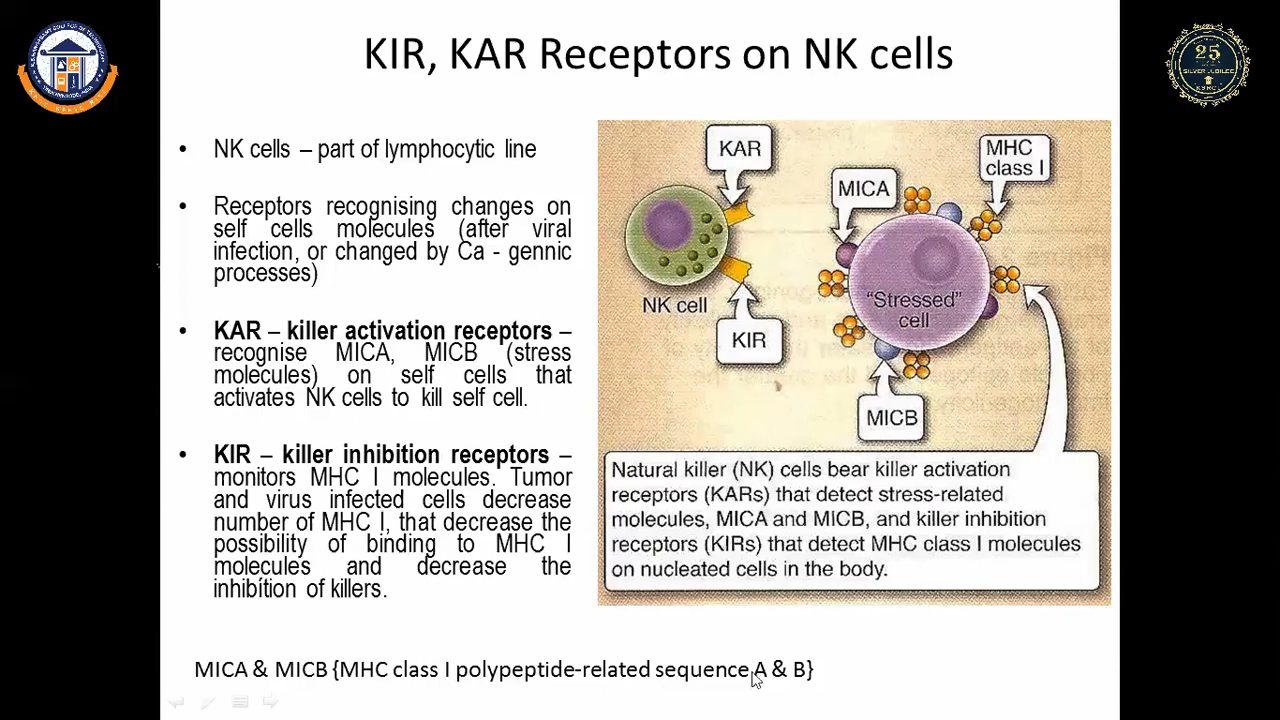 KIR, KAR Receptors on NK cells
25
SILVER JUBILEE
• NK cells – part of lymphocytic line
• Receptors recognising changes on
self cells molecules (after viral
infection, or changed by Ca - gennic
processes)
• KAR – killer activation receptors –
recognise MICA, MICB (stress
molecules) on self cells that
activates NK cells to kill self cell.
• KIR – killer inhibition receptors –
monitors MHC I molecules. Tumor
and virus infected cells decrease
number of MHC I, that decrease the
possibility of binding to MHC I
molecules and decrease the
inhibítion of killers.
KAR
MICA
MHC
class I
NK cell
"Stressed"
cell
KIR
MICB
Natural killer (NK) cells bear killer activation
receptors (KARs) that detect stress-related
molecules, MICA and MICB, and killer inhibition
receptors (KIRs) that detect MHC class I molecules
on nucleated cells in the body.
MICA & MICB {MHC class I polypeptide-related sequence A & B}